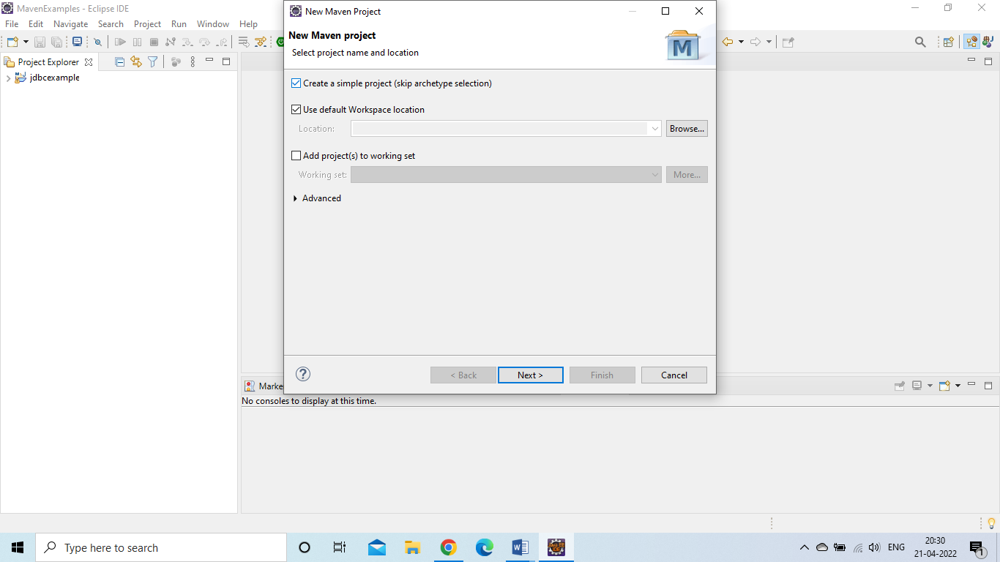 MavenExamples - Eclipse IDE
File Edit Navigate Search Project Run Window Help
Project Explorer
jdbcexample
New Maven Project
New Maven project
Select project name and location
M
Create a simple project (skip archetype selection)
Use default Workspace location
Location: Browse...
Add project(s) to working set
Working set: More...
Advanced
? < Back Next > Finish Cancel
Marke
No consoles to display at this time.
Type here to search
W
ENG
20:30
21-04-2022
1